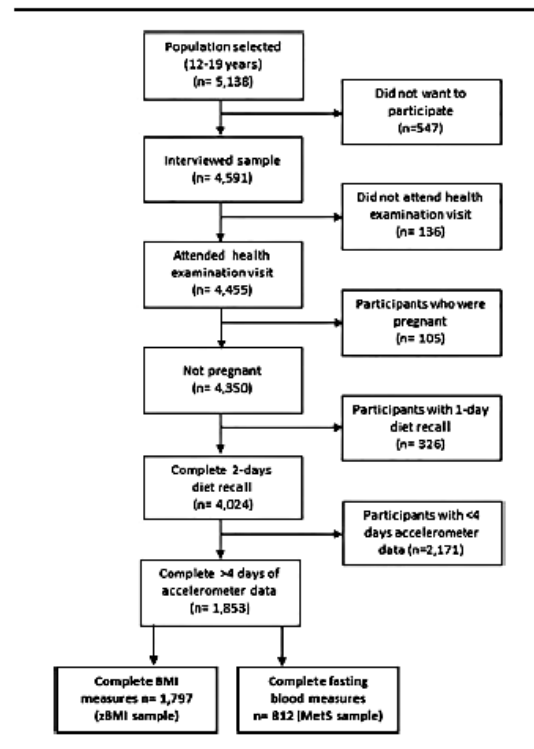 Population selected
(12-19 years)
(n= 5,138)
Did not want to
participate
(n=547)
Interviewed sample
(n= 4,591)
Did not attend health
examination visit
(n= 136)
Attended health
examination visit
(n= 4,455)
Participants who were
pregnant
(n= 105)
Not pregnant
(n= 4,350)
Participants with 1-day
diet recall
(n= 326)
Complete 2-days
diet recall
(n= 4,024)
Participants with <4
days accelerometer
data (n=2,171)
Complete >4 days of
accelerometer data
(n= 1,853)
Complete BMI
measures n= 1,797
(zBMI sample)
Complete fasting
blood measures
n= 812 (MetS sample)